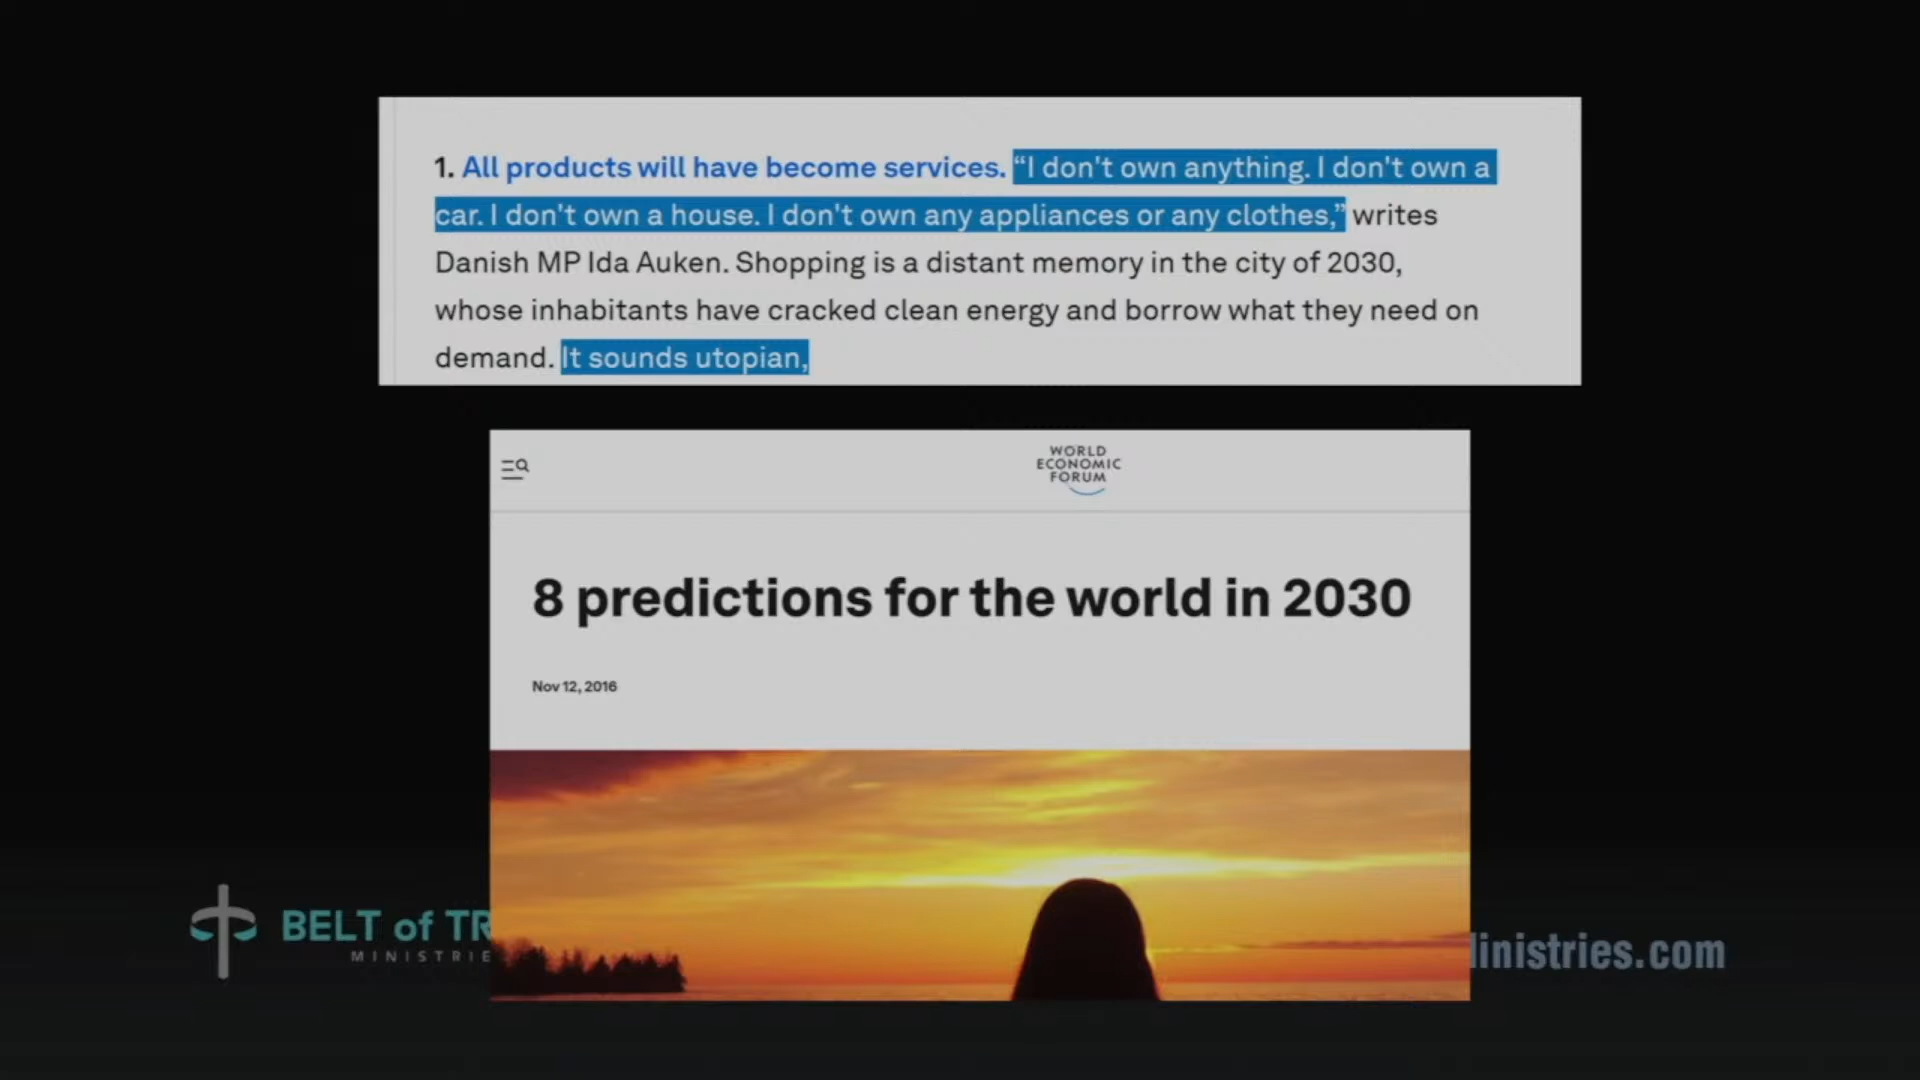 1. All products will have become services. “I don't own anything. I don't own a
car. I don't own a house. I don't own any appliances or any clothes,” writes
Danish MP Ida Auken. Shopping is a distant memory in the city of 2030,
whose inhabitants have cracked clean energy and borrow what they need on
demand. It sounds utopian,
WORLD
ECONOMIC
FORUM
8 predictions for the world in 2030
Nov 12, 2016
BELT of TR
MINISTRIE
inistries.com